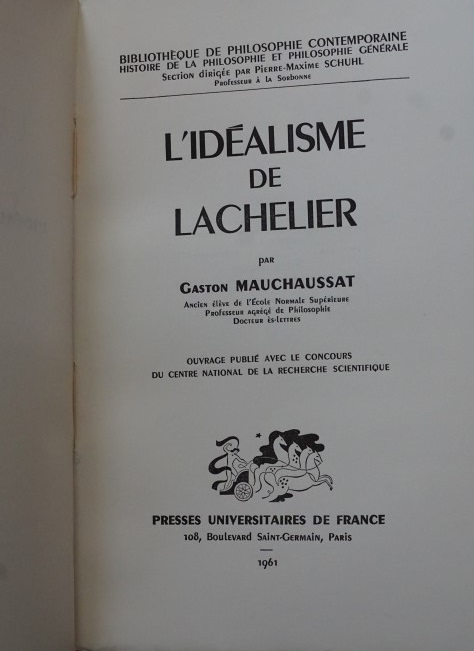 BIBLIOTHÈQUE DE PHILOSOPHIE CONTEMPORAINE
HISTOIRE DE LA PHILOSOPHIE ET PHILOSOPHIE GÉNÉRALE
Section dirigée par Pierre-Maxime SCHUHL
Professeur à la Sorbonne
L'IDÉALISME
DE
LACHELIER
par
Gaston MAUCHAUSSAT
Ancien élève de l'École Normale Supérieure
Professeur agrégé de Philosophie
Docteur ès-lettres
OUVRAGE PUBLIÉ AVEC LE CONCOURS
DU CENTRE NATIONAL DE LA RECHERCHE SCIENTIFIQUE
PRESSES UNIVERSITAIRES DE FRANCE
108, Boulevard Saint-Germain, Paris
—
1961